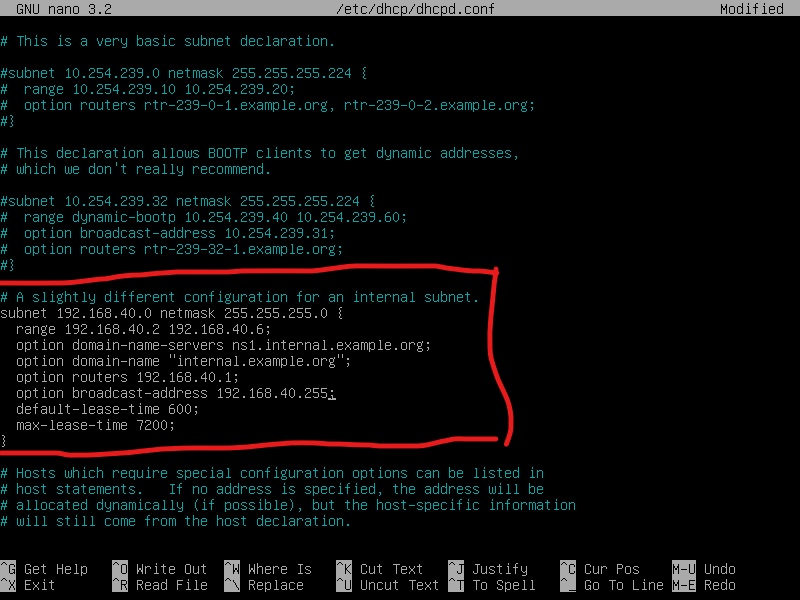 GNU nano 3.2 /etc/dhcp/dhcpd.conf Modified
# This is a very basic subnet declaration.
#subnet 10.254.239.0 netmask 255.255.255.224 {
#  range 10.254.239.10 10.254.239.20;
#  option routers rtr-239-0-1.example.org, rtr-239-0-2.example.org;
#}
# This declaration allows BOOTP clients to get dynamic addresses,
# which we don't really recommend.
#subnet 10.254.239.32 netmask 255.255.255.224 {
#  range dynamic-bootp 10.254.239.40 10.254.239.60;
#  option broadcast-address 10.254.239.31;
#  option routers rtr-239-32-1.example.org;
#}
# A slightly different configuration for an internal subnet.
subnet 192.168.40.0 netmask 255.255.255.0 {
  range 192.168.40.2 192.168.40.6;
  option domain-name-servers ns1.internal.example.org;
  option domain-name "internal.example.org";
  option routers 192.168.40.1;
  option broadcast-address 192.168.40.255;
  default-lease-time 600;
  max-lease-time 7200;
}
# Hosts which require special configuration options can be listed in
# host statements.   If no address is specified, the address will be
# allocated dynamically (if possible), but the host-specific information
# will still come from the host declaration.
^G Get Help ^O Write Out ^W Where Is ^K Cut Text ^J Justify ^C Cur Pos M-U Undo
^X Exit ^R Read File ^\ Replace ^U Uncut Text ^T To Spell ^_ Go To Line M-E Redo